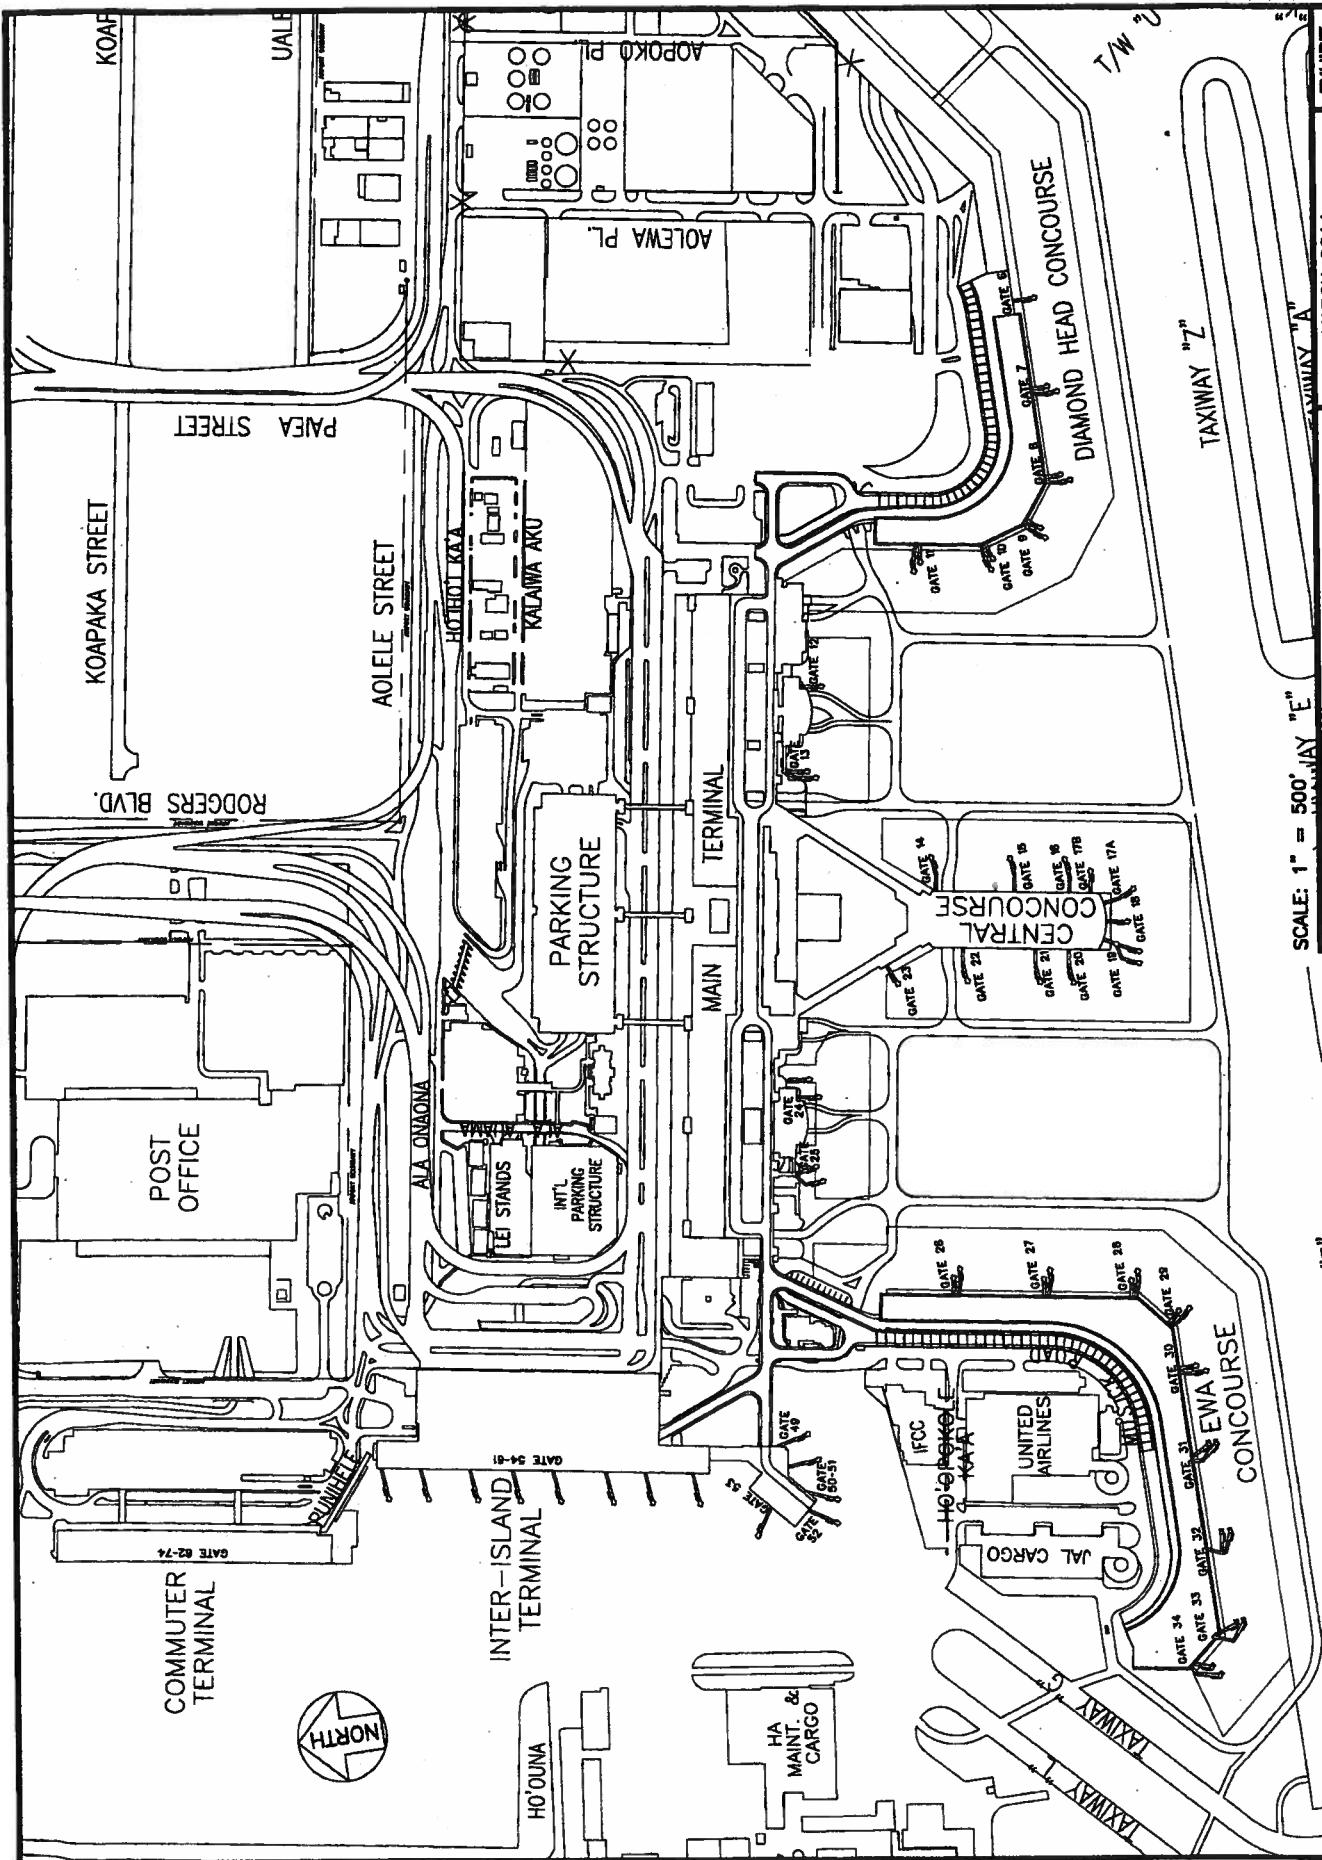 KOAPAKA STREET
PAIEA STREET
RODGERS BLVD.
AOLELE STREET
AOPOKO PL
AOLEWA PL.
HO'IHO'I KA'A
KALAIWA AKU
POST
OFFICE
ALA ONAONA
LEI STANDS
INT'L
PARKING
STRUCTURE
PARKING
STRUCTURE
MAIN
TERMINAL
PUNIHELE
COMMUTER
TERMINAL
GATE 62-74
INTER-ISLAND
TERMINAL
GATE 54-61
NORTH
HO'OUNA
HA
MAINT. &
CARGO
GATE 49
GATE 50-51
GATE 52
GATE 53
IFCC
HO'OPOKOLE
KA'A
UNITED
AIRLINES
JAL CARGO
EWA
CONCOURSE
GATE 26
GATE 27
GATE 28
GATE 29
GATE 30
GATE 31
GATE 32
GATE 33
GATE 34
GATE 24
GATE 25
CENTRAL
CONCOURSE
GATE 14
GATE 15
GATE 16
GATE 17B
GATE 17A
GATE 18
GATE 19
GATE 20
GATE 21
GATE 22
GATE 23
GATE 12
GATE 13
DIAMOND HEAD CONCOURSE
GATE 6
GATE 7
GATE 8
GATE 9
GATE 10
GATE 11
TAXIWAY "Z"
TAXIWAY "A"
TAXIWAY
TAXIWAY "L"
SCALE: 1" = 500'